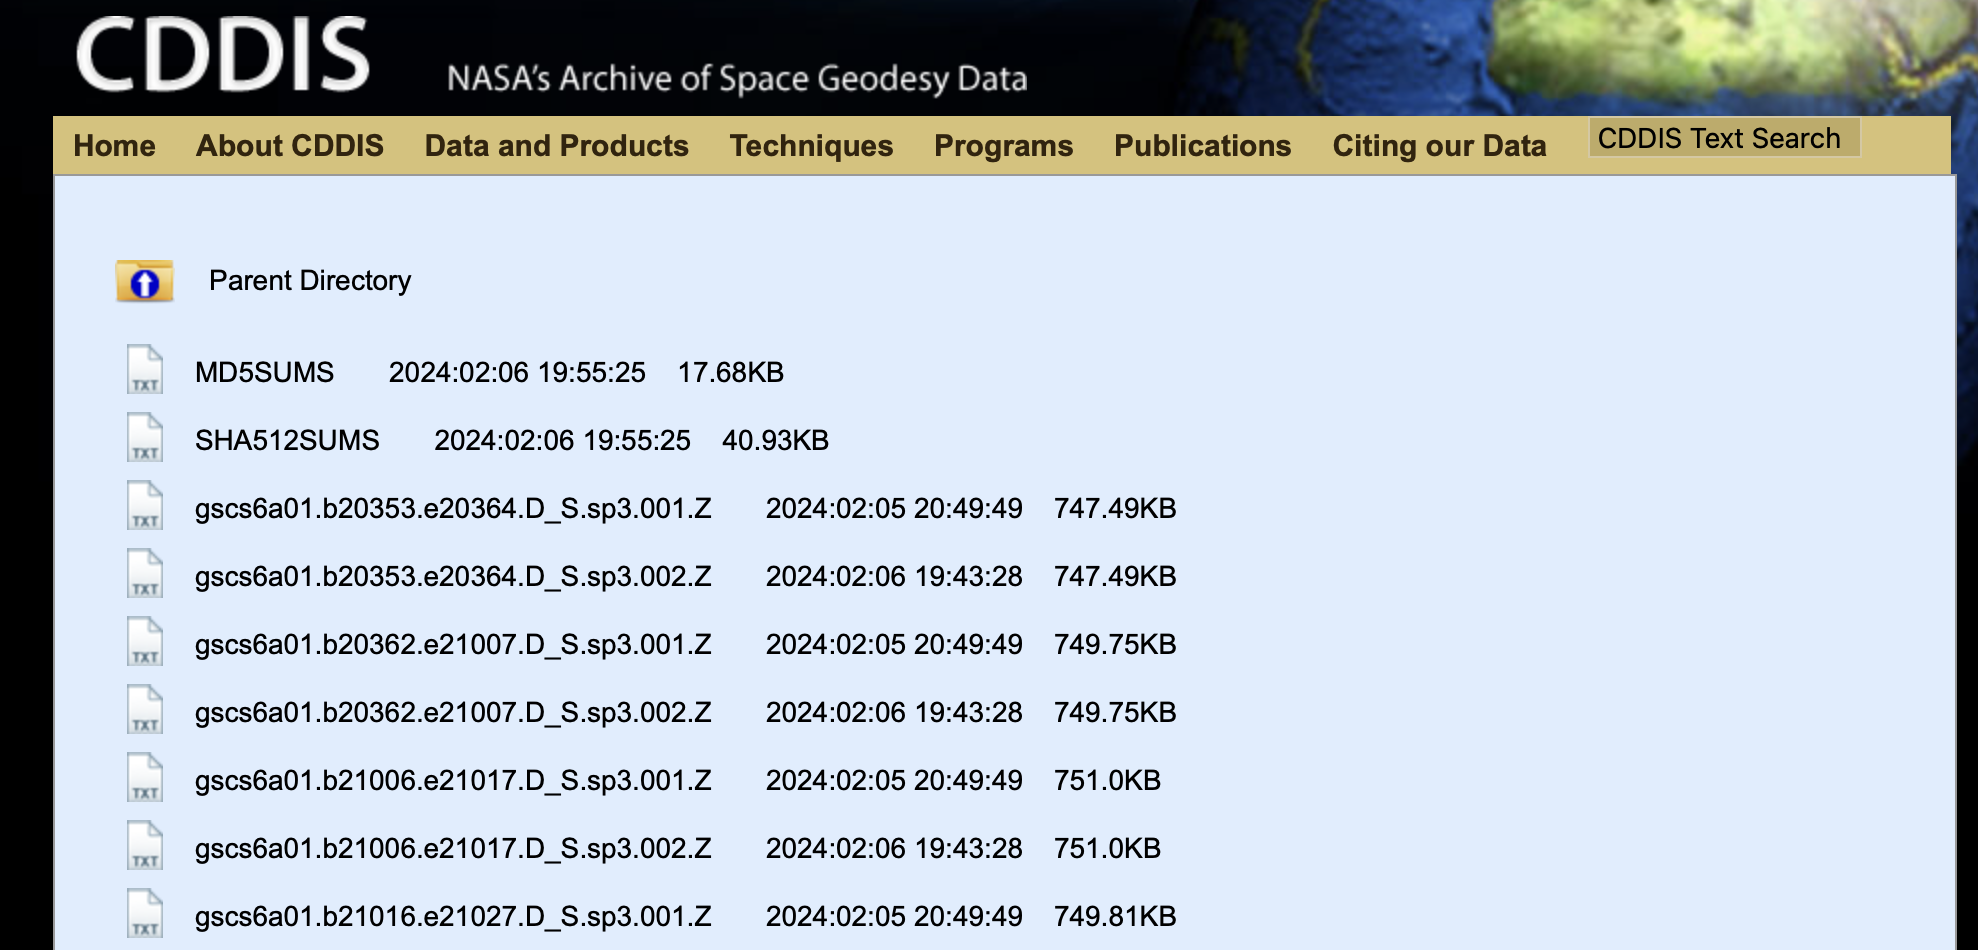 CDDIS
NASA's Archive of Space Geodesy Data
Home About CDDIS Data and Products Techniques Programs Publications Citing our Data CDDIS Text Search
Parent Directory
TXT MD5SUMS 2024:02:06 19:55:25 17.68KB
TXT SHA512SUMS 2024:02:06 19:55:25 40.93KB
TXT gscs6a01.b20353.e20364.D_S.sp3.001.Z 2024:02:05 20:49:49 747.49KB
TXT gscs6a01.b20353.e20364.D_S.sp3.002.Z 2024:02:06 19:43:28 747.49KB
TXT gscs6a01.b20362.e21007.D_S.sp3.001.Z 2024:02:05 20:49:49 749.75KB
TXT gscs6a01.b20362.e21007.D_S.sp3.002.Z 2024:02:06 19:43:28 749.75KB
TXT gscs6a01.b21006.e21017.D_S.sp3.001.Z 2024:02:05 20:49:49 751.0KB
TXT gscs6a01.b21006.e21017.D_S.sp3.002.Z 2024:02:06 19:43:28 751.0KB
TXT gscs6a01.b21016.e21027.D_S.sp3.001.Z 2024:02:05 20:49:49 749.81KB